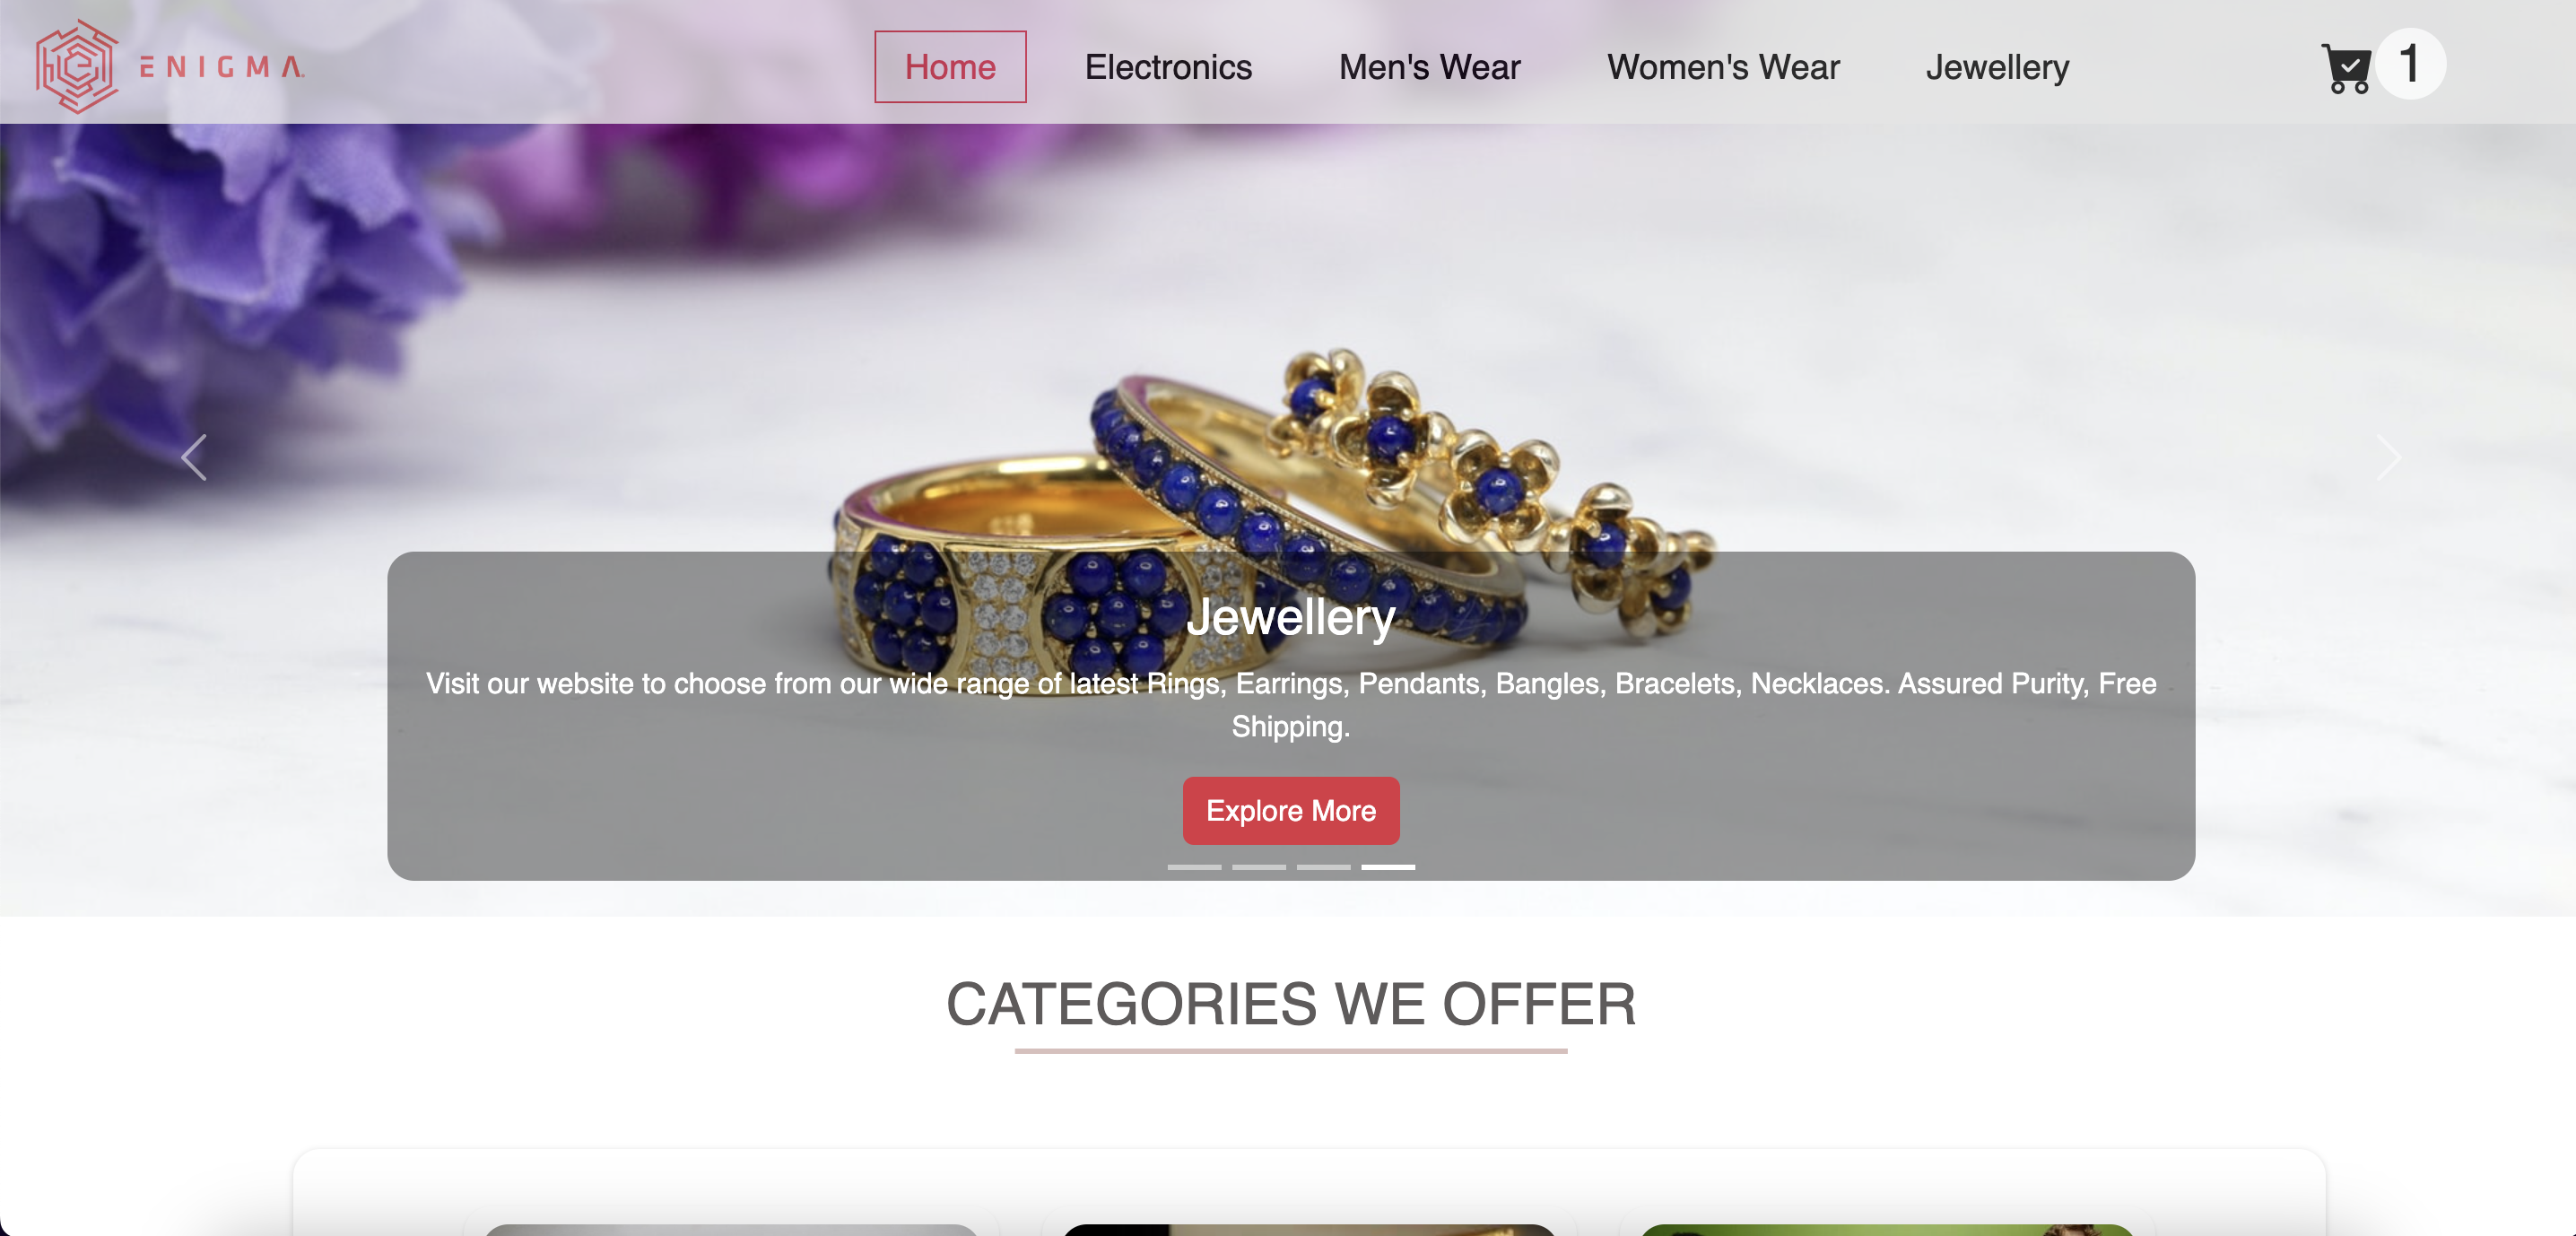 ENIGMA
Home
Electronics
Men's Wear
Women's Wear
Jewellery
1
Jewellery
Visit our website to choose from our wide range of latest Rings, Earrings, Pendants, Bangles, Bracelets, Necklaces. Assured Purity, Free
Shipping.
Explore More
CATEGORIES WE OFFER